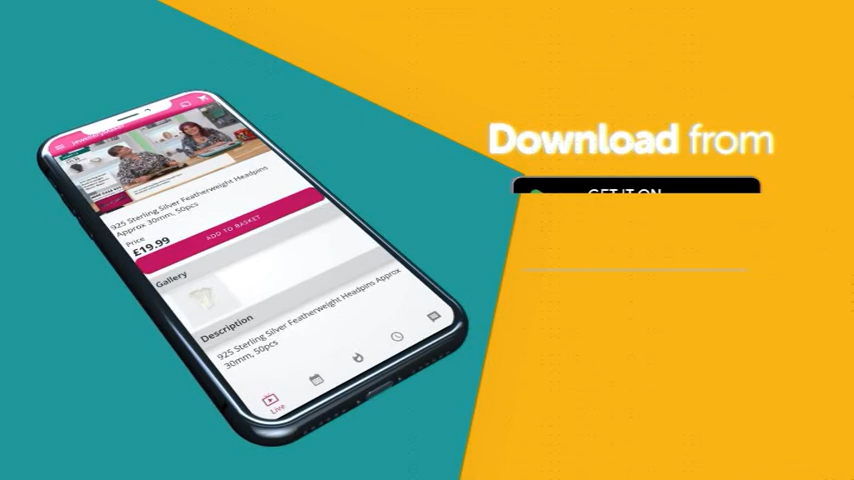 925 Sterling Silver Featherweight Headpins
Approx 30mm, 50pcs
Price
£19.99
ADD TO BASKET
Gallery
Description
925 Sterling Silver Featherweight Headpins Approx
30mm, 50pcs
Live
Download from
GET IT ON